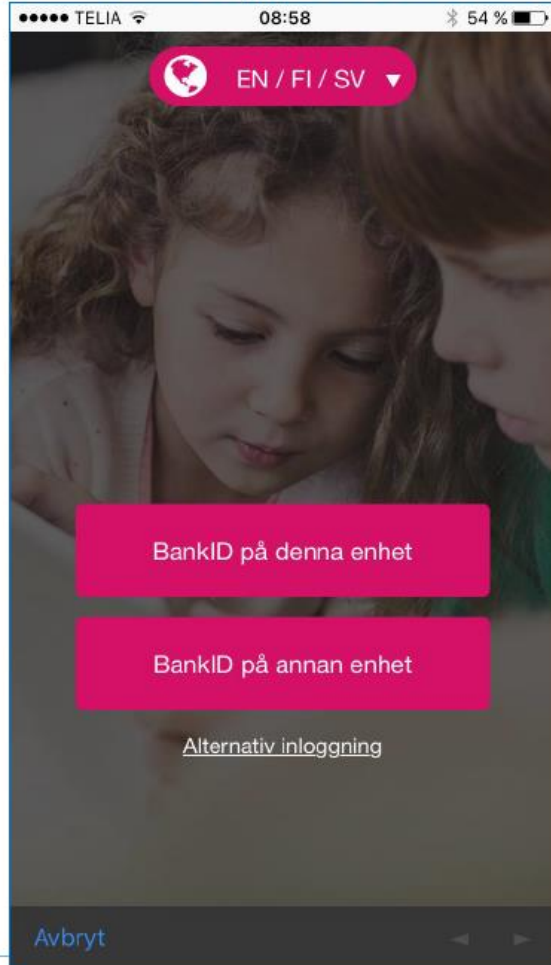 TELIA 08:58 54 %
EN / FI / SV
BankID på denna enhet
BankID på annan enhet
Alternativ inloggning
Avbryt